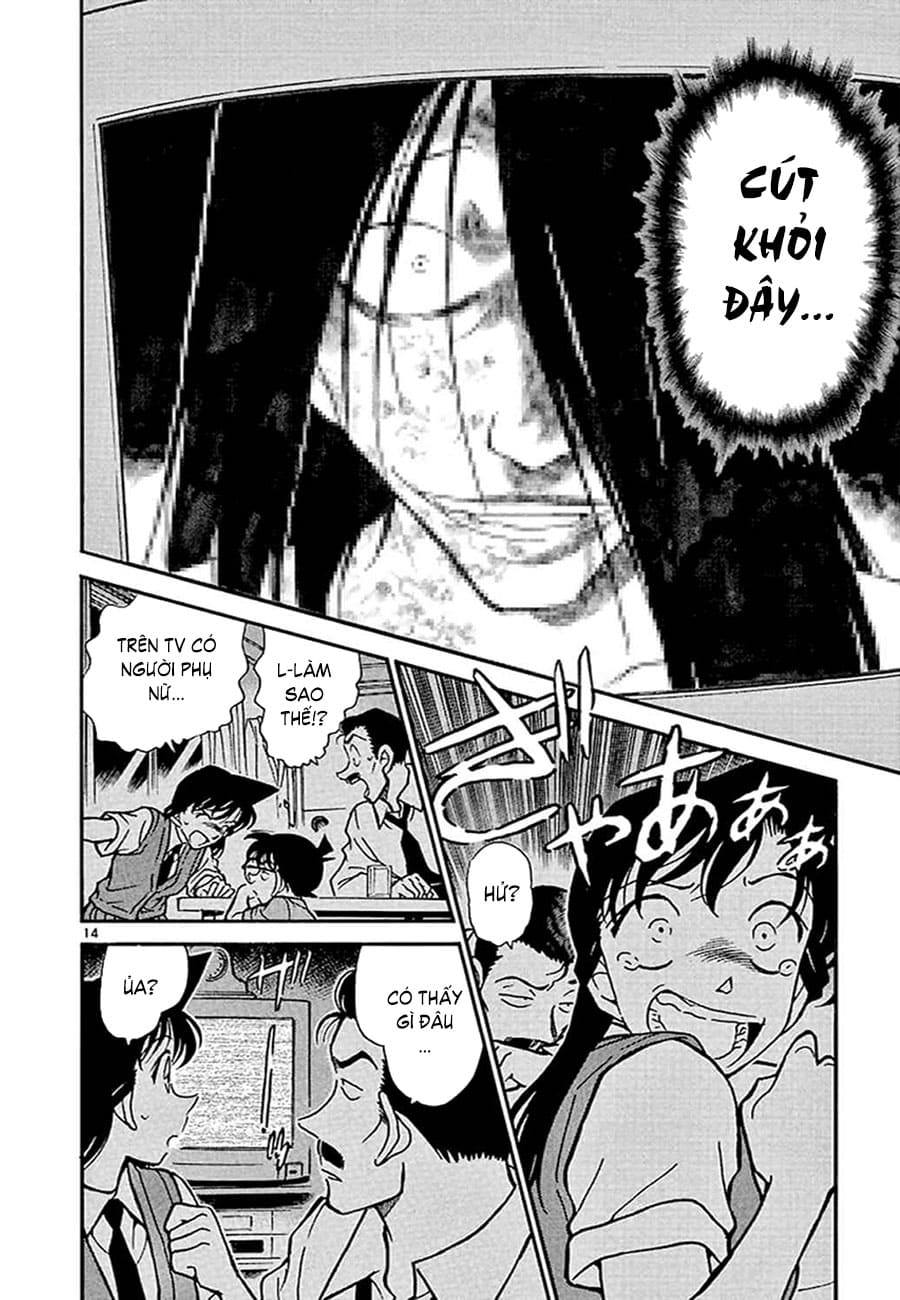 CÚT
KHỎI
ĐÂY...
ぎゃあああ
HỬ?
L-LÀM
SAO
THẾ!?
TRÊN TV CÓ
NGƯỜI PHỤ
NỮ...
14
CÓ THẤY
GÌ ĐÂU
...
ỦA?